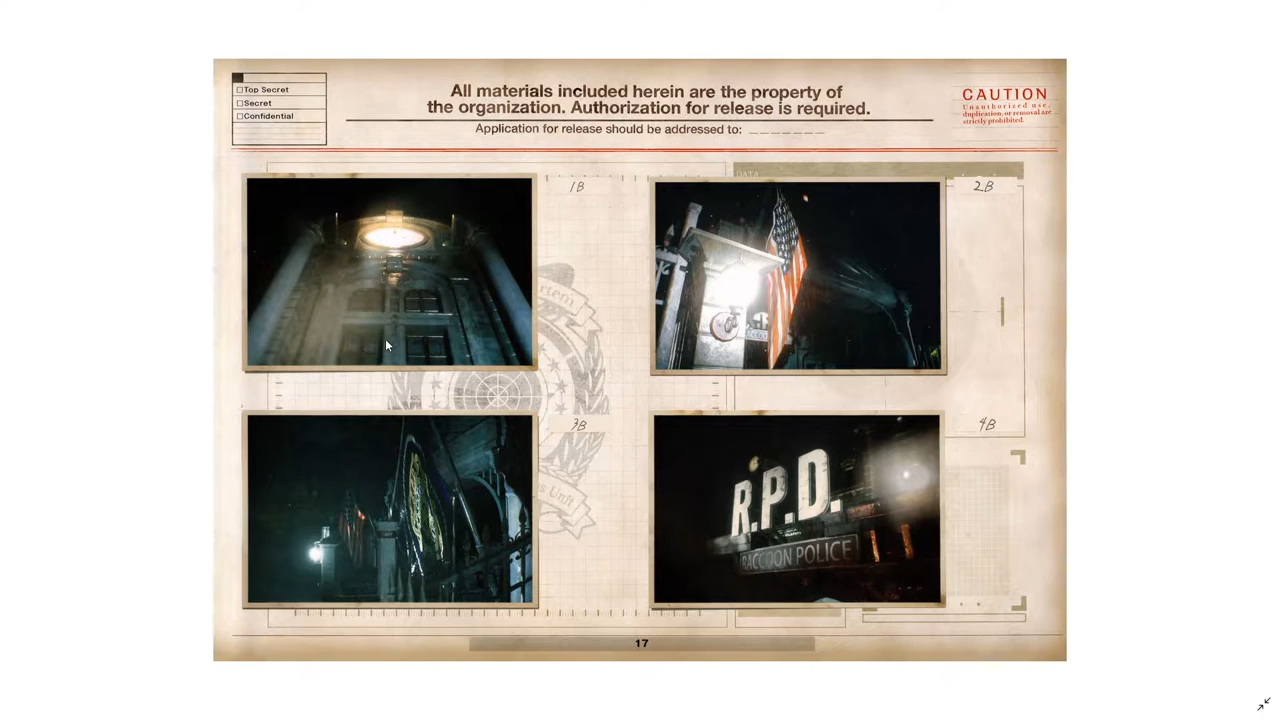 Top Secret
Secret
Confidential
All materials included herein are the property of
the organization. Authorization for release is required.
Application for release should be addressed to: _ _ _ _ _ _ _
CAUTION
Unauthorized use,
duplication, or removal are
strictly prohibited.
DATA
1B
2B
3B
4B
R.P.D.
RACCOON POLICE
Unit
17